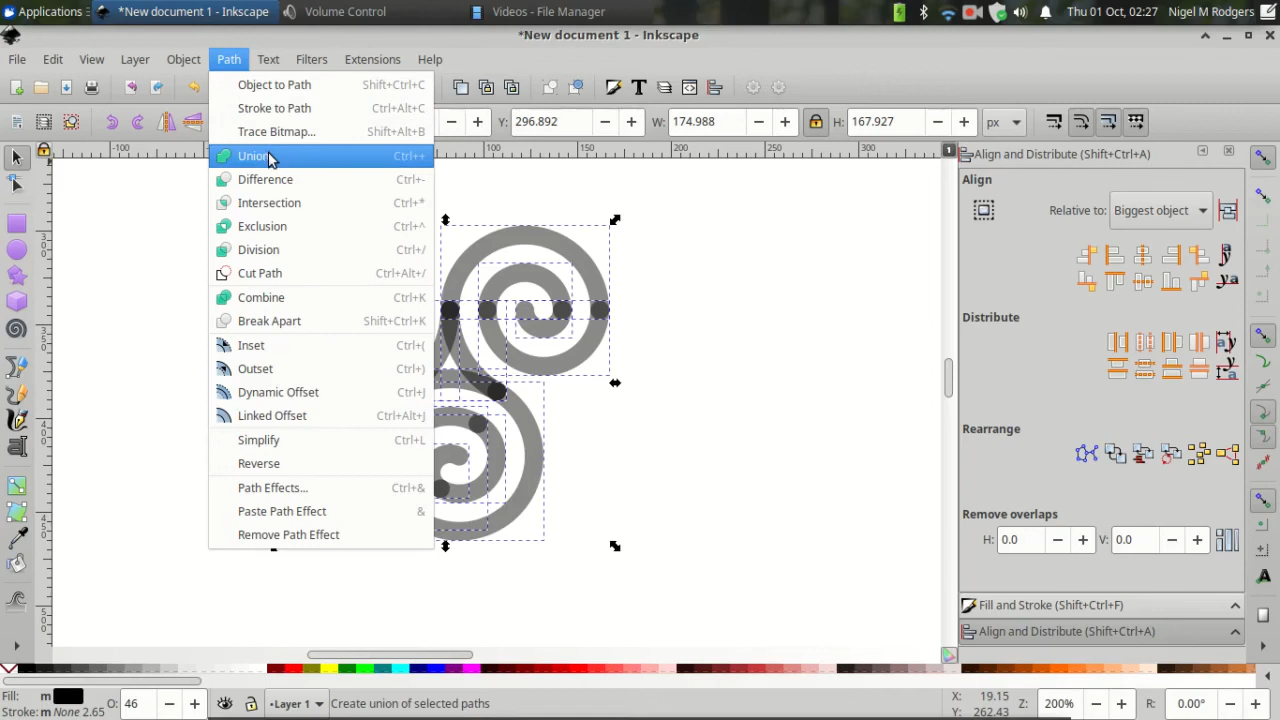 Applications
*New document 1 - Inkscape
Volume Control
Videos - File Manager
Thu 01 Oct, 02:27
Nigel M Rodgers
*New document 1 - Inkscape
File Edit View Layer Object Path Text Filters Extensions Help
Object to Path Shift+Ctrl+C
Stroke to Path Ctrl+Alt+C
Trace Bitmap... Shift+Alt+B
Union Ctrl++
Difference Ctrl+-
Intersection Ctrl+*
Exclusion Ctrl+^
Division Ctrl+/
Cut Path Ctrl+Alt+/
Combine Ctrl+K
Break Apart Shift+Ctrl+K
Inset Ctrl+(
Outset Ctrl+)
Dynamic Offset Ctrl+J
Linked Offset Ctrl+Alt+J
Simplify Ctrl+L
Reverse
Path Effects... Ctrl+&
Paste Path Effect &
Remove Path Effect
Y: 296.892 W: 174.988 H: 167.927 px
-100 100 150 200 250 300
1
Align and Distribute (Shift+Ctrl+A)
Align
Relative to: Biggest object
Distribute
Rearrange
Remove overlaps
H: 0.0 V: 0.0
Fill and Stroke (Shift+Ctrl+F)
Align and Distribute (Shift+Ctrl+A)
Fill: m O: 46 •Layer 1 Create union of selected paths X: 19.15 Z: 200% R: 0.00°
Stroke: m None 2.65 Y: 262.43